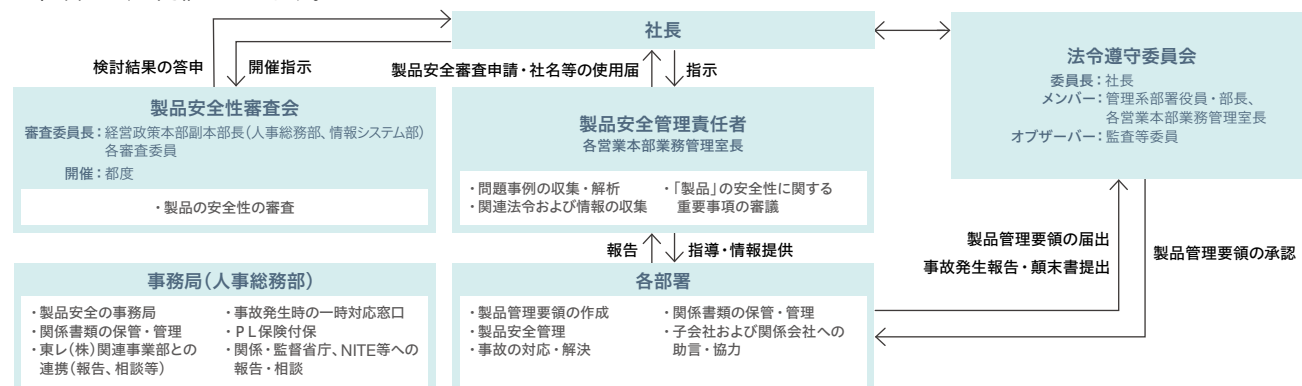 社長
検討結果の答申
開催指示
製品安全審査申請・社名等の使用届
指示
法令遵守委員会
委員長：社長
メンバー：管理系部署役員・部長、
各営業本部業務管理室長
オブザーバー：監査等委員
製品安全性審査会
審査委員長：経営政策本部副本部長（人事総務部、情報システム部）
各審査委員
開催：都度
・製品の安全性の審査
製品安全管理責任者
各営業本部業務管理室長
・問題事例の収集・解析
・関連法令および情報の収集
・「製品」の安全性に関する
重要事項の審議
報告
指導・情報提供
製品管理要領の届出
事故発生報告・顛末書提出
製品管理要領の承認
事務局（人事総務部）
・製品安全の事務局
・関係書類の保管・管理
・東レ（株）関連事業部との
連携（報告、相談等）
・事故発生時の一時対応窓口
・ＰＬ保険付保
・関係・監督省庁、NITE等への
報告・相談
各部署
・製品管理要領の作成
・製品安全管理
・事故の対応・解決
・関係書類の保管・管理
・子会社および関係会社への
助言・協力